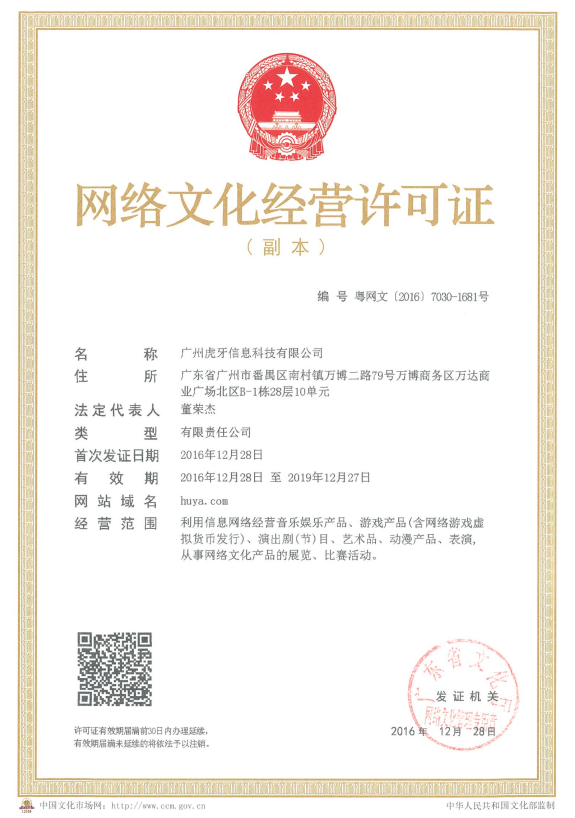 网络文化经营许可证
（副本）
编 号 粤网文〔2016〕7030-1681号
名 称 广州虎牙信息科技有限公司
住 所 广东省广州市番禺区南村镇万博二路79号万博商务区万达商
业广场北区B-1栋28层10单元
法定代表人 董荣杰
类 型 有限责任公司
首次发证日期 2016年12月28日
有 效 期 2016年12月28日 至 2019年12月27日
网 站 域 名 huya.com
经 营 范 围 利用信息网络经营音乐娱乐产品、游戏产品(含网络游戏虚
拟货币发行)、演出剧(节)目、艺术品、动漫产品、表演,
从事网络文化产品的展览、比赛活动。
广东省文化厅
发 证 机 关
网络文化管理专用章
2016 年 12 月 28 日
许可证有效期届满前30日内办理延续,
有效期届满未延续的将依法予以注销。
中国文化市场网: http://www.ccm.gov.cn
中华人民共和国文化部监制